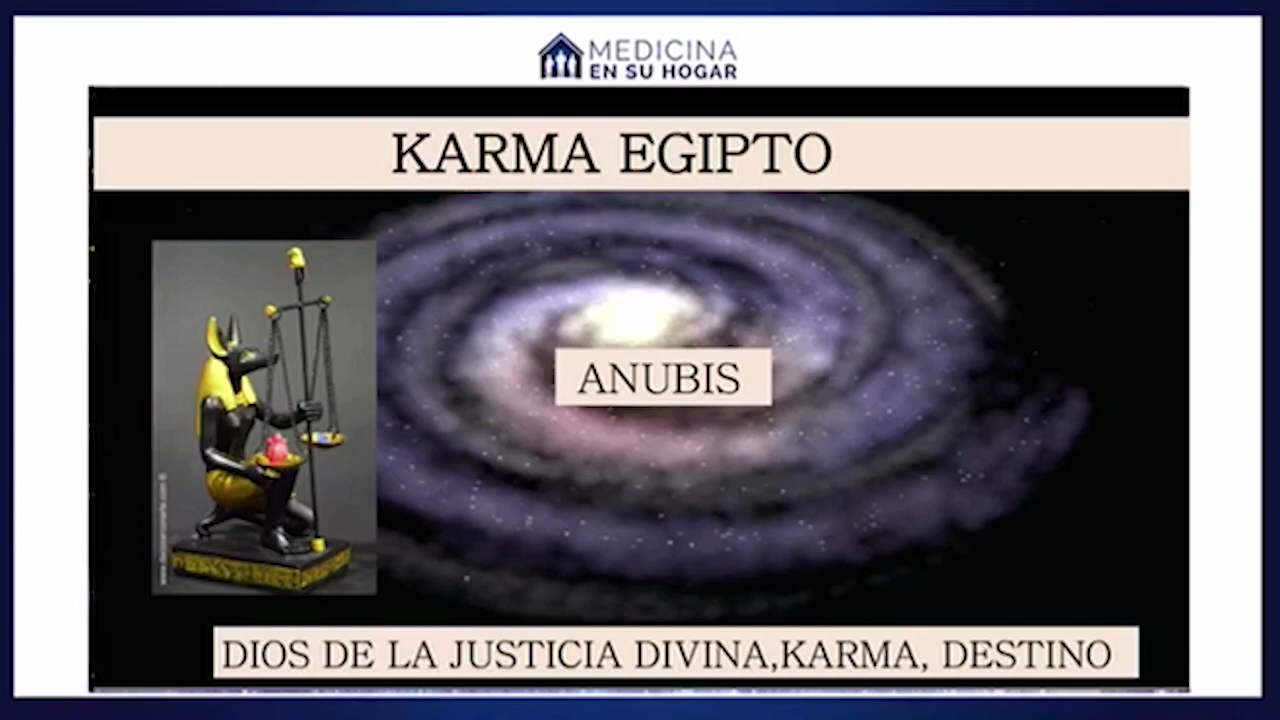 MEDICINA
EN SU HOGAR
KARMA EGIPTO
ANUBIS
DIOS DE LA JUSTICIA DIVINA,KARMA, DESTINO